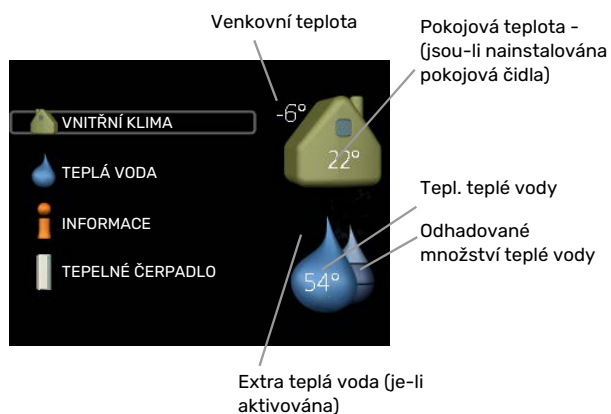 Venkovní teplota
Pokojová teplota -
(jsou-li nainstalována
pokojová čidla)
-6°
VNITŘNÍ KLIMA
22°
TEPLÁ VODA
Tepl. teplé vody
INFORMACE
Odhadované
množství teplé vody
TEPELNÉ ČERPADLO
54°
Extra teplá voda (je-li
aktivována)